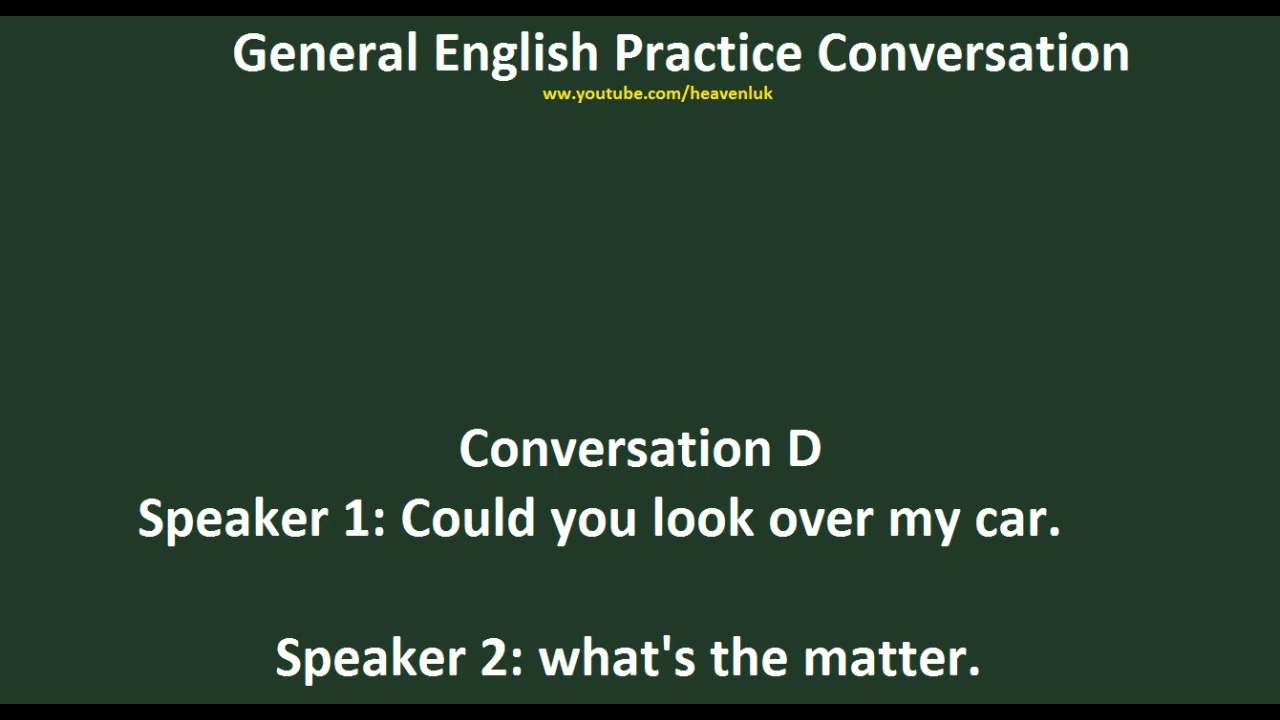 General English Practice Conversation
ww.youtube.com/heavenluk
Conversation D
Speaker 1: Could you look over my car.
Speaker 2: what's the matter.